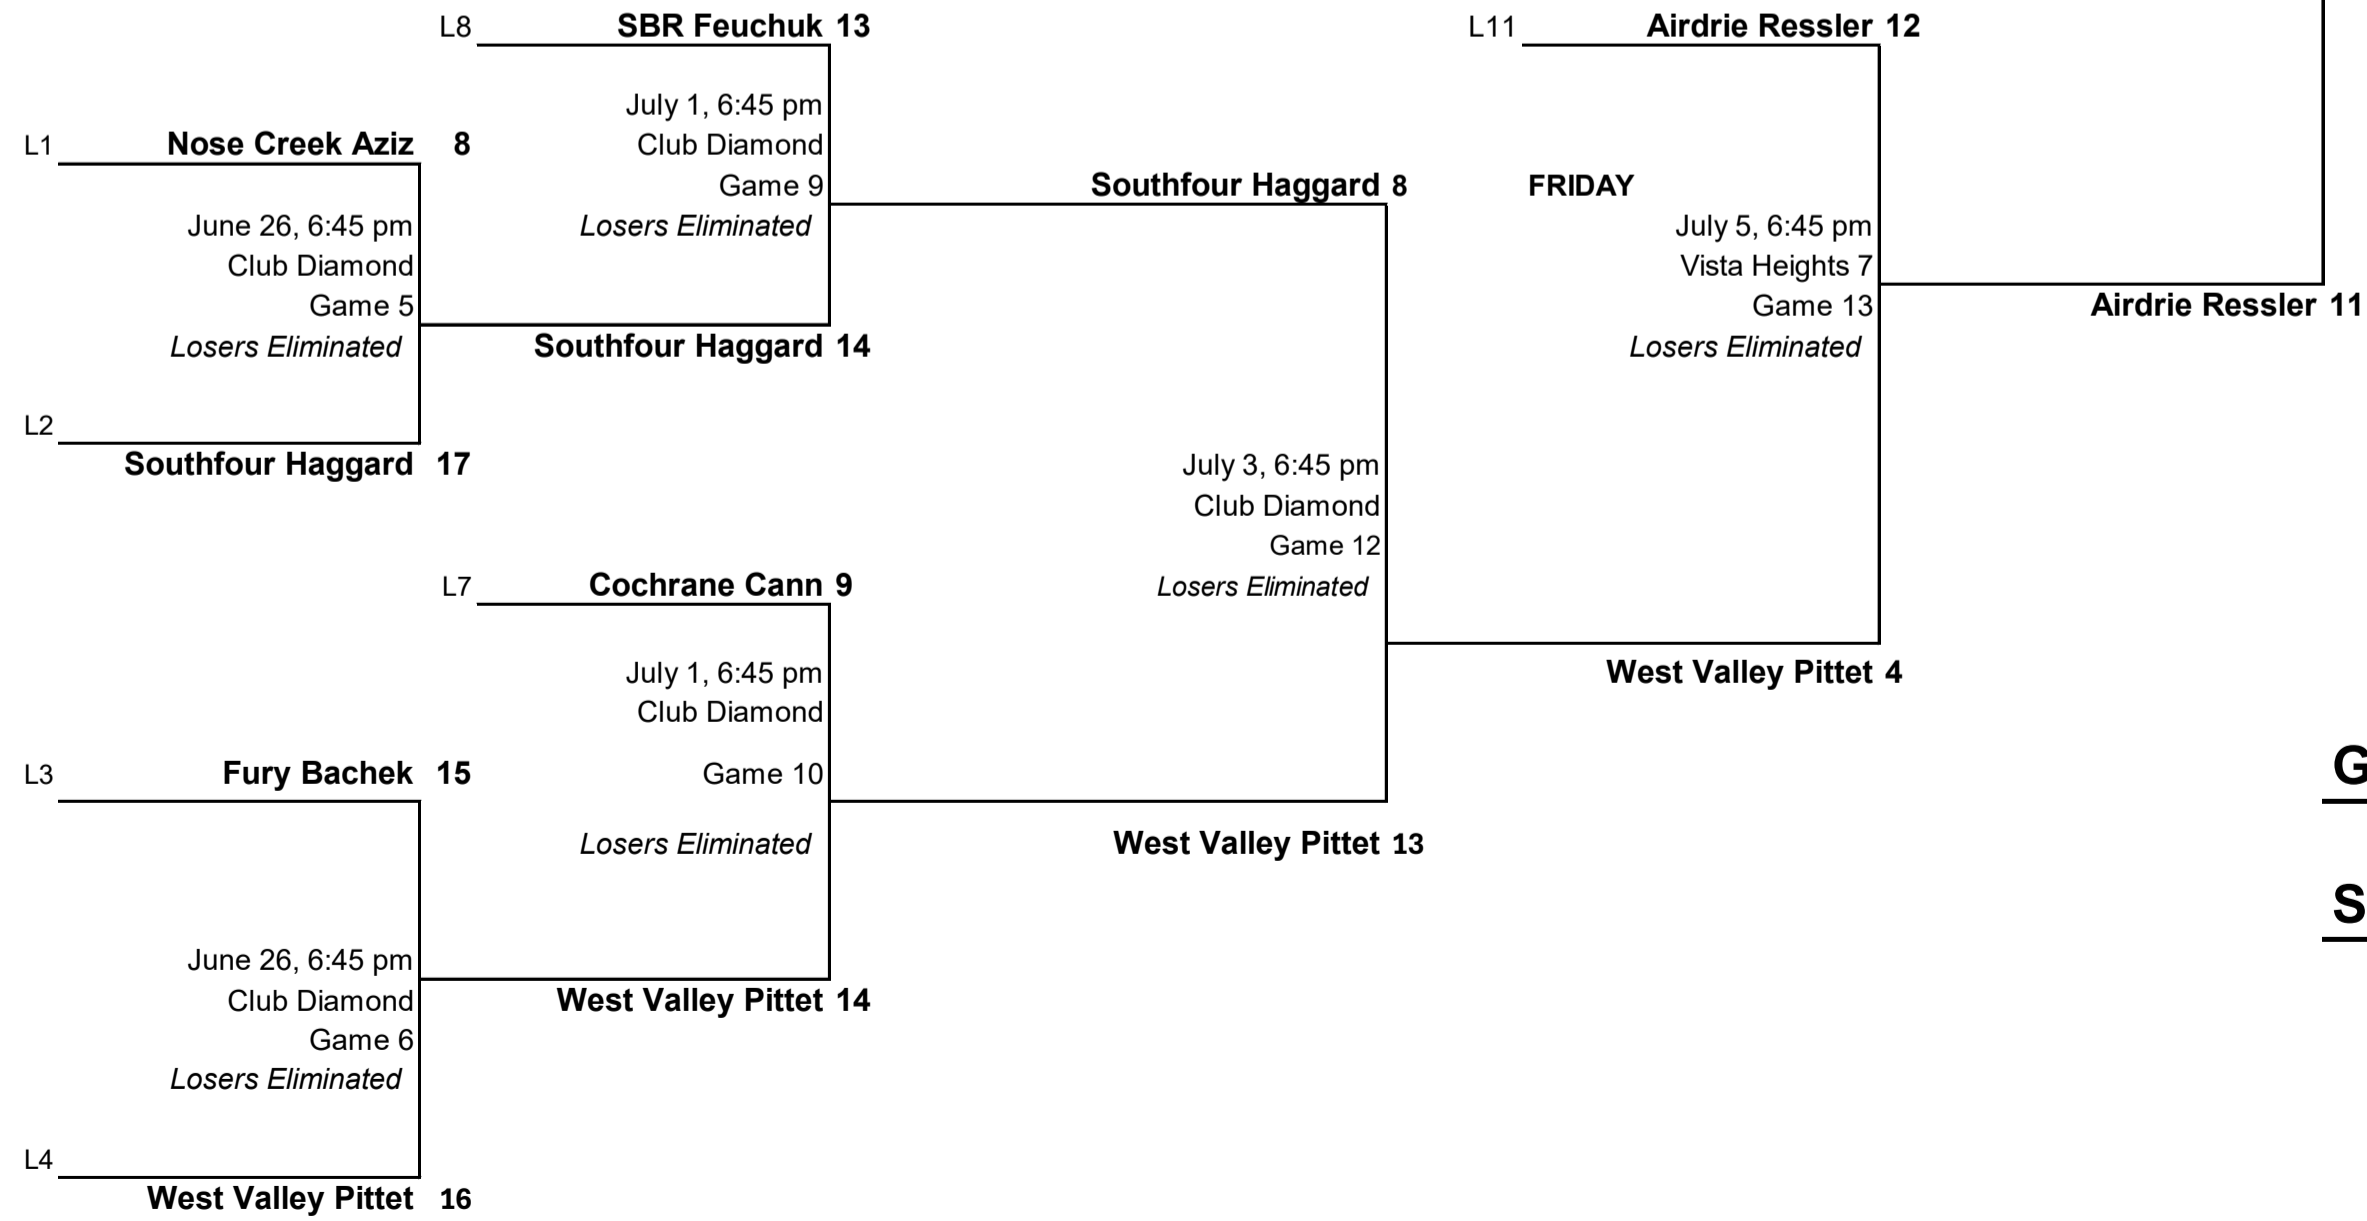 L8 SBR Feuchuk 13
L11 Airdrie Ressler 12
July 1, 6:45 pm
L1 Nose Creek Aziz 8
Club Diamond
Game 9
Southfour Haggard 8
FRIDAY
June 26, 6:45 pm
Losers Eliminated
July 5, 6:45 pm
Club Diamond
Vista Heights 7
Game 5
Game 13
Airdrie Ressler 11
Losers Eliminated
Southfour Haggard 14
Losers Eliminated
L2
Southfour Haggard 17
July 3, 6:45 pm
Club Diamond
Game 12
L7 Cochrane Cann 9
Losers Eliminated
July 1, 6:45 pm
West Valley Pittet 4
Club Diamond
L3 Fury Bachek 15
Game 10
G
Losers Eliminated
West Valley Pittet 13
S
June 26, 6:45 pm
Club Diamond
West Valley Pittet 14
Game 6
Losers Eliminated
L4
West Valley Pittet 16